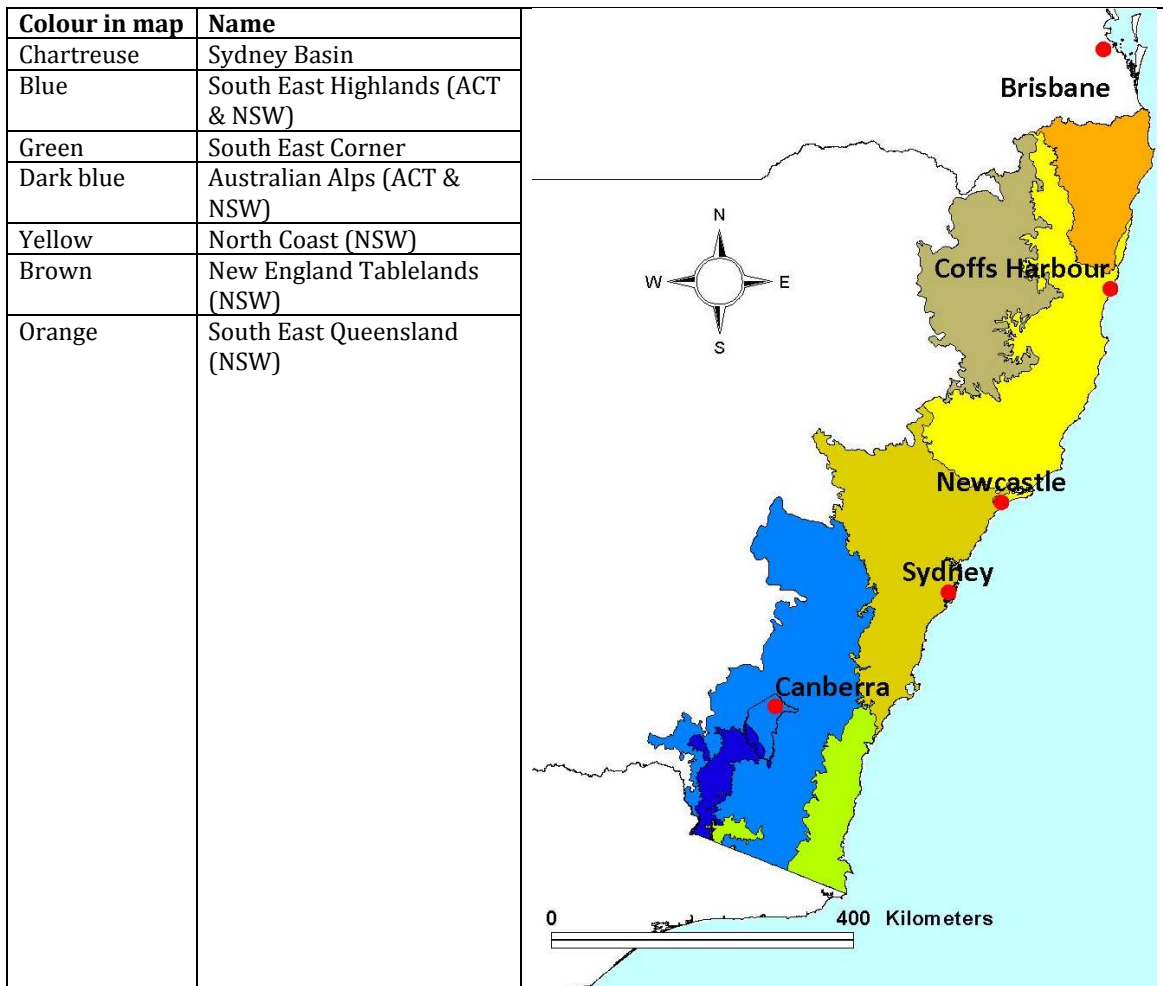 Colour in map Name
Chartreuse Sydney Basin
Blue South East Highlands (ACT
& NSW)
Green South East Corner
Dark blue Australian Alps (ACT &
NSW)
Yellow North Coast (NSW)
Brown New England Tablelands
(NSW)
Orange South East Queensland
(NSW)
Brisbane
N
Coffs Harbour
W E
S
Newcastle
Sydney
Canberra
0 400 Kilometers